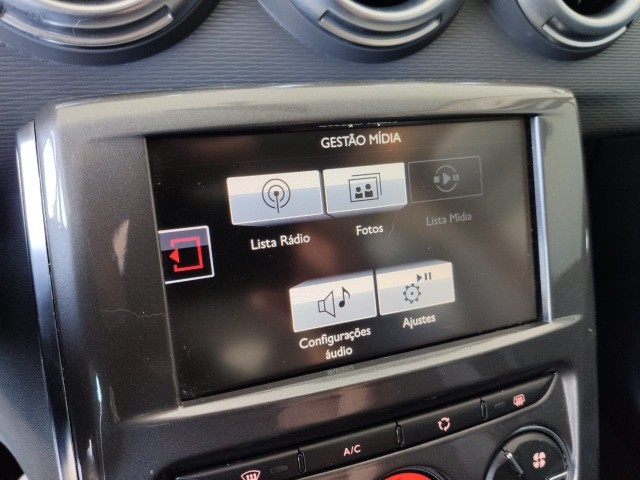 GESTÃO MÍDIA
Lista Rádio
Fotos
Lista Mídia
Configurações
áudio
Ajustes
A/C